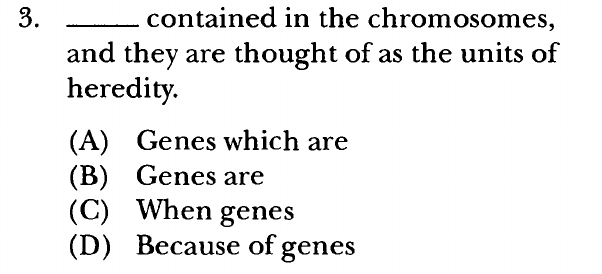 3. _____ contained in the chromosomes,
and they are thought of as the units of
heredity.
(A) Genes which are
(B) Genes are
(C) When genes
(D) Because of genes